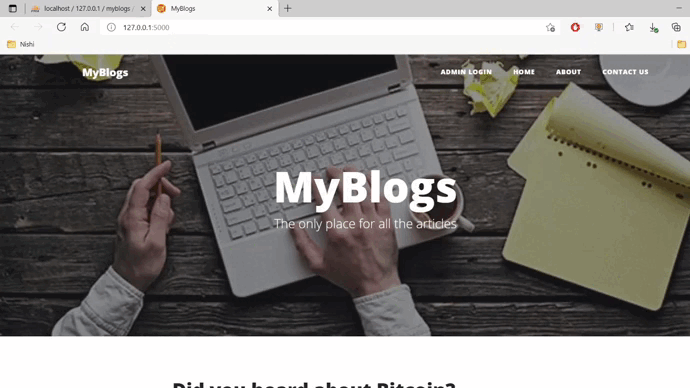 localhost / 127.0.0.1 / myblogs /
MyBlogs
127.0.0.1:5000
Nishi
MyBlogs
ADMIN LOGIN HOME ABOUT CONTACT US
MyBlogs
The only place for all the articles
Did you heard about Bitcoin?